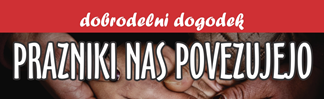 dobrodelni dogodek
PRAZNIKI NAS POVEZUJEJO